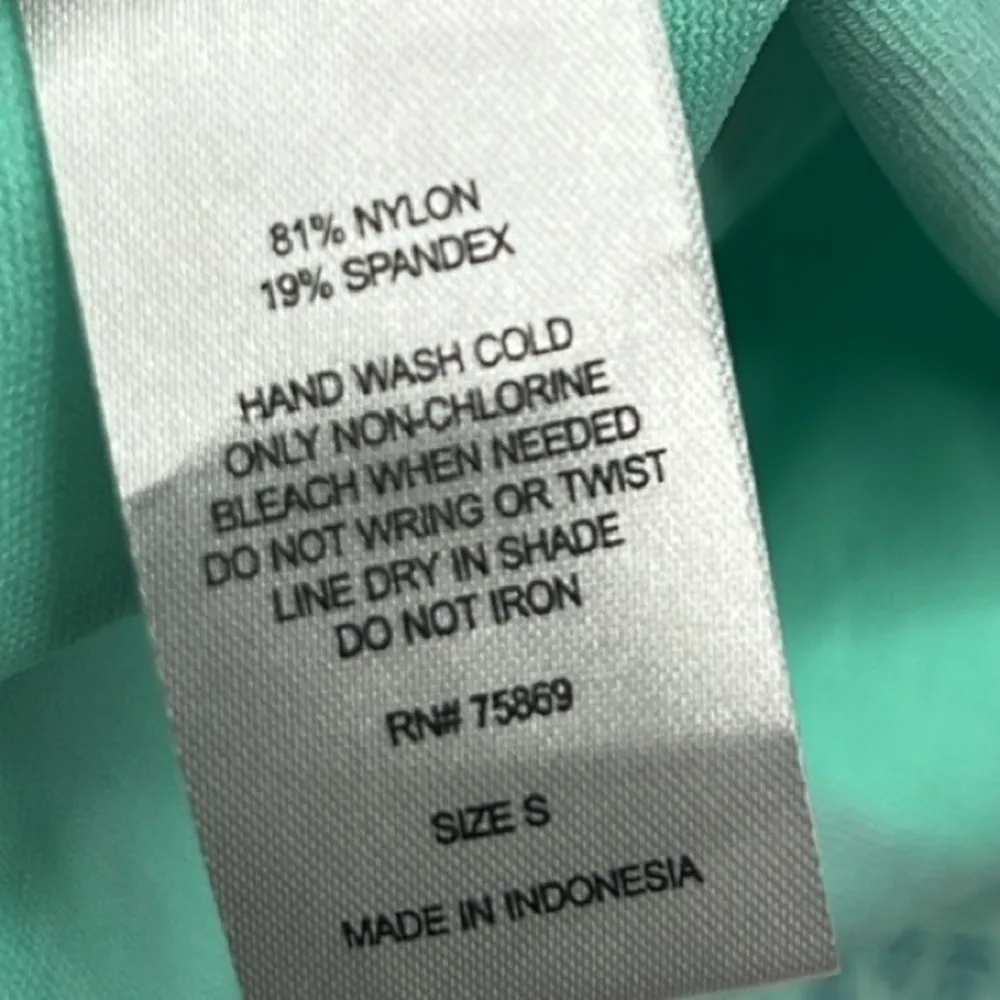 81% NYLON
19% SPANDEX
HAND WASH COLD
ONLY NON-CHLORINE
BLEACH WHEN NEEDED
DO NOT WRING OR TWIST
LINE DRY IN SHADE
DO NOT IRON
RN# 75869
SIZE S
MADE IN INDONESIA